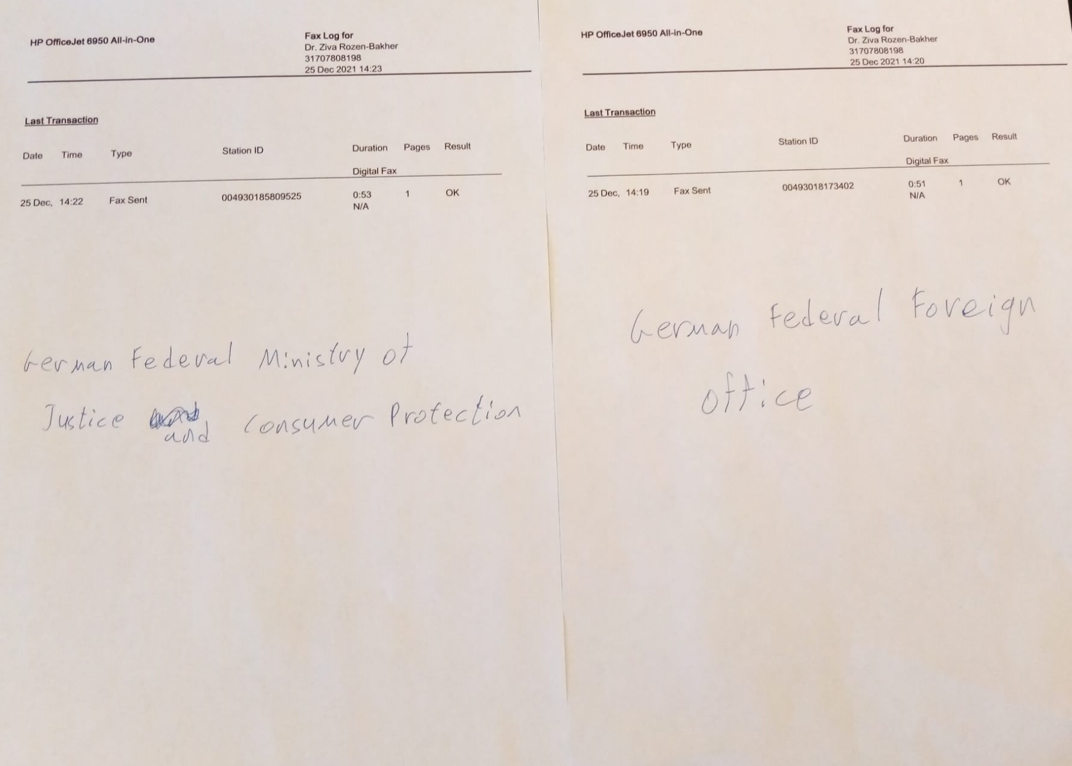 HP OfficeJet 6950 All-in-One
Fax Log for
Dr. Ziva Rozen-Bakher
31707808198
25 Dec 2021 14:23
Last Transaction
Date Time Type Station ID Duration Pages Result
Digital Fax
25 Dec, 14:22 Fax Sent 004930185809525 0:53 1 OK
N/A
German Federal Ministry of
Justice and Consumer Protection
HP OfficeJet 6950 All-in-One
Fax Log for
Dr. Ziva Rozen-Bakher
31707808198
25 Dec 2021 14:20
Last Transaction
Date Time Type Station ID Duration Pages Result
Digital Fax
25 Dec, 14:19 Fax Sent 00493018173402 0:51 1 OK
N/A
German Federal Foreign
office